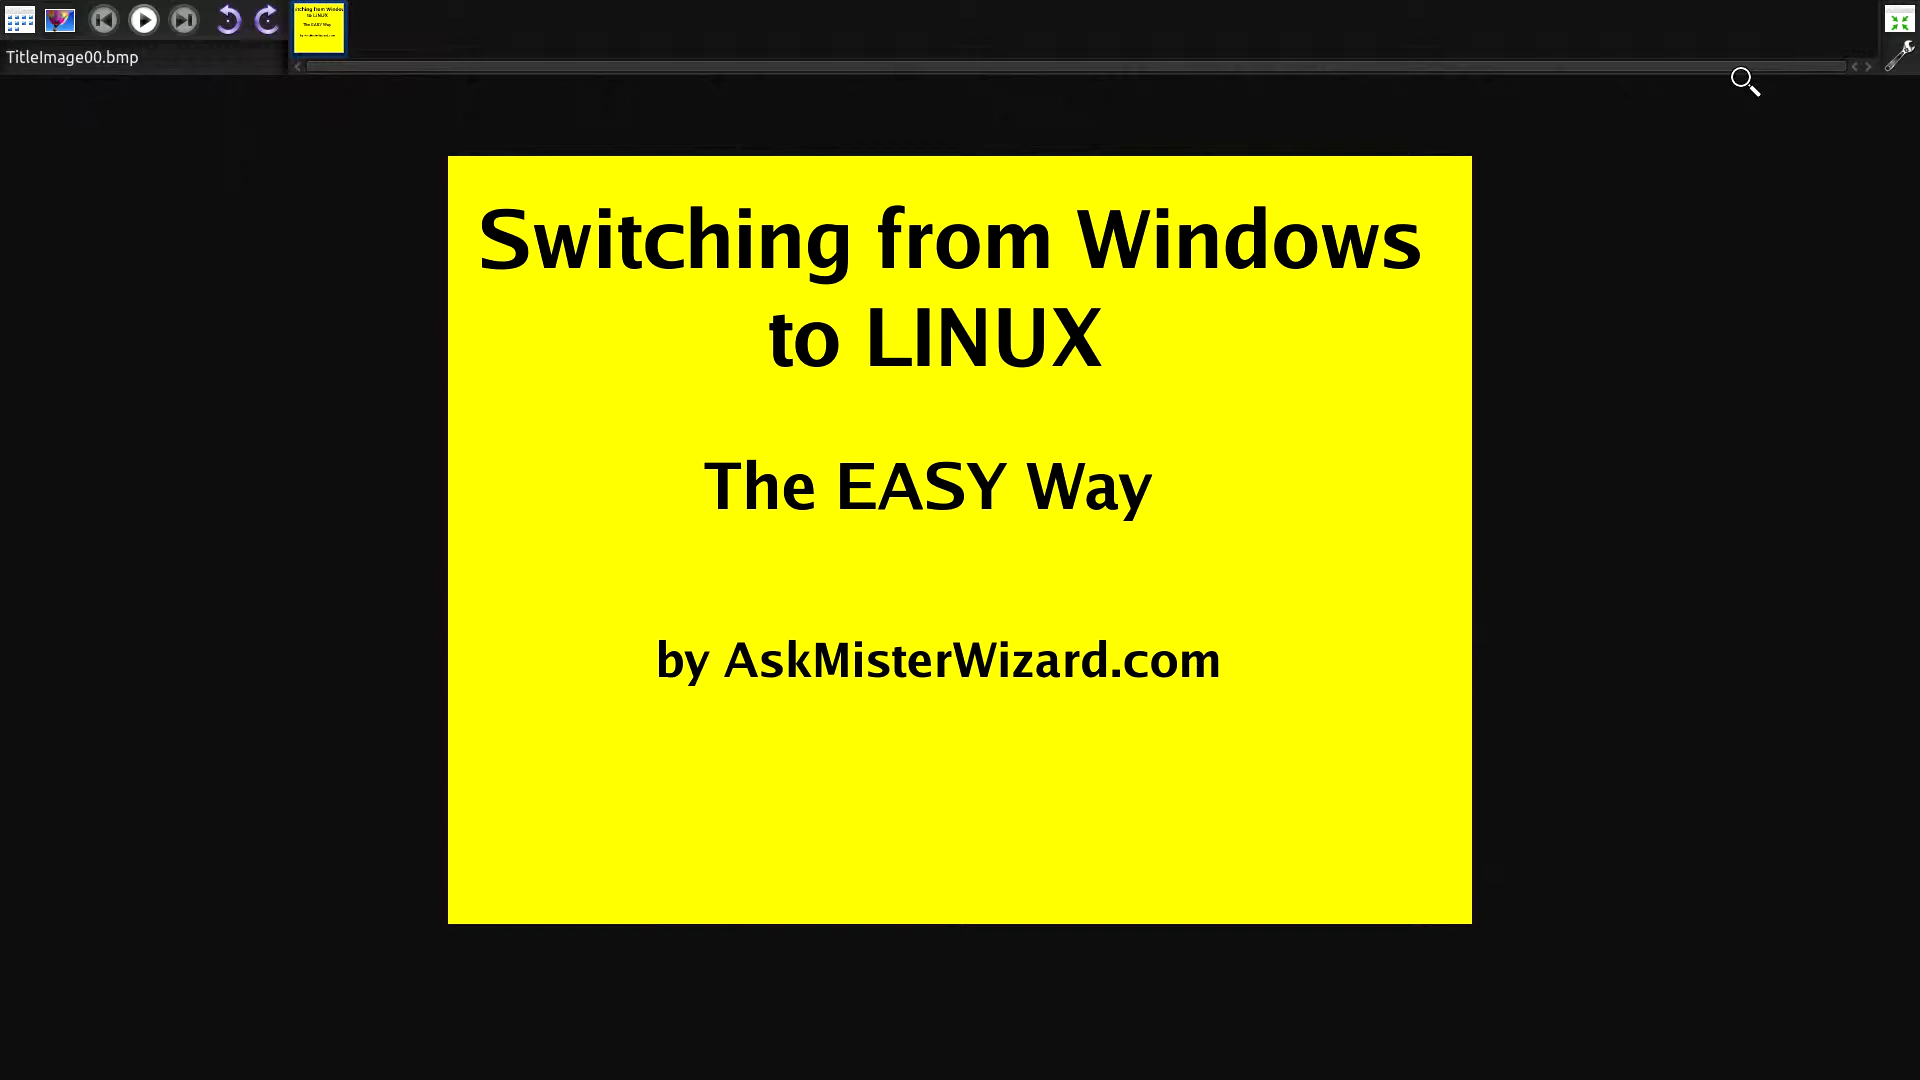 TitleImage00.bmp
Switching from Windows
to LINUX
The EASY Way
by AskMisterWizard.com